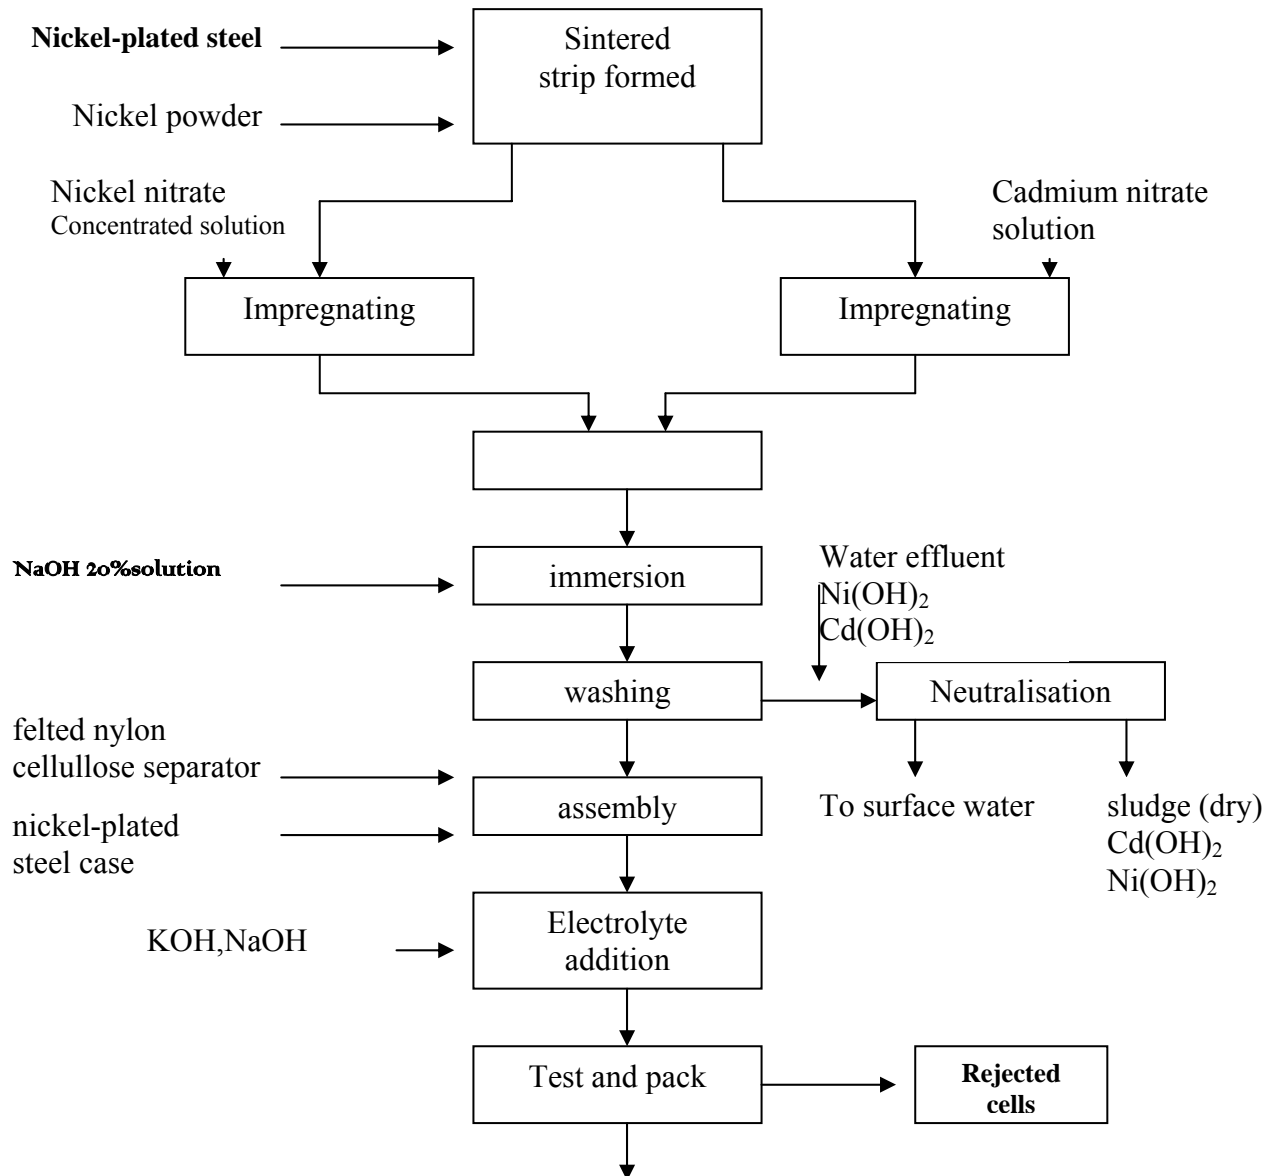 Nickel-plated steel
Sintered
strip formed
Nickel powder
Nickel nitrate
Concentrated solution
Cadmium nitrate
solution
Impregnating
Impregnating
NaOH 20%solution
immersion
Water effluent
Ni(OH)₂
Cd(OH)₂
washing
Neutralisation
felted nylon
cellullose separator
assembly
To surface water
sludge (dry)
Cd(OH)₂
Ni(OH)₂
nickel-plated
steel case
KOH,NaOH
Electrolyte
addition
Test and pack
Rejected
cells